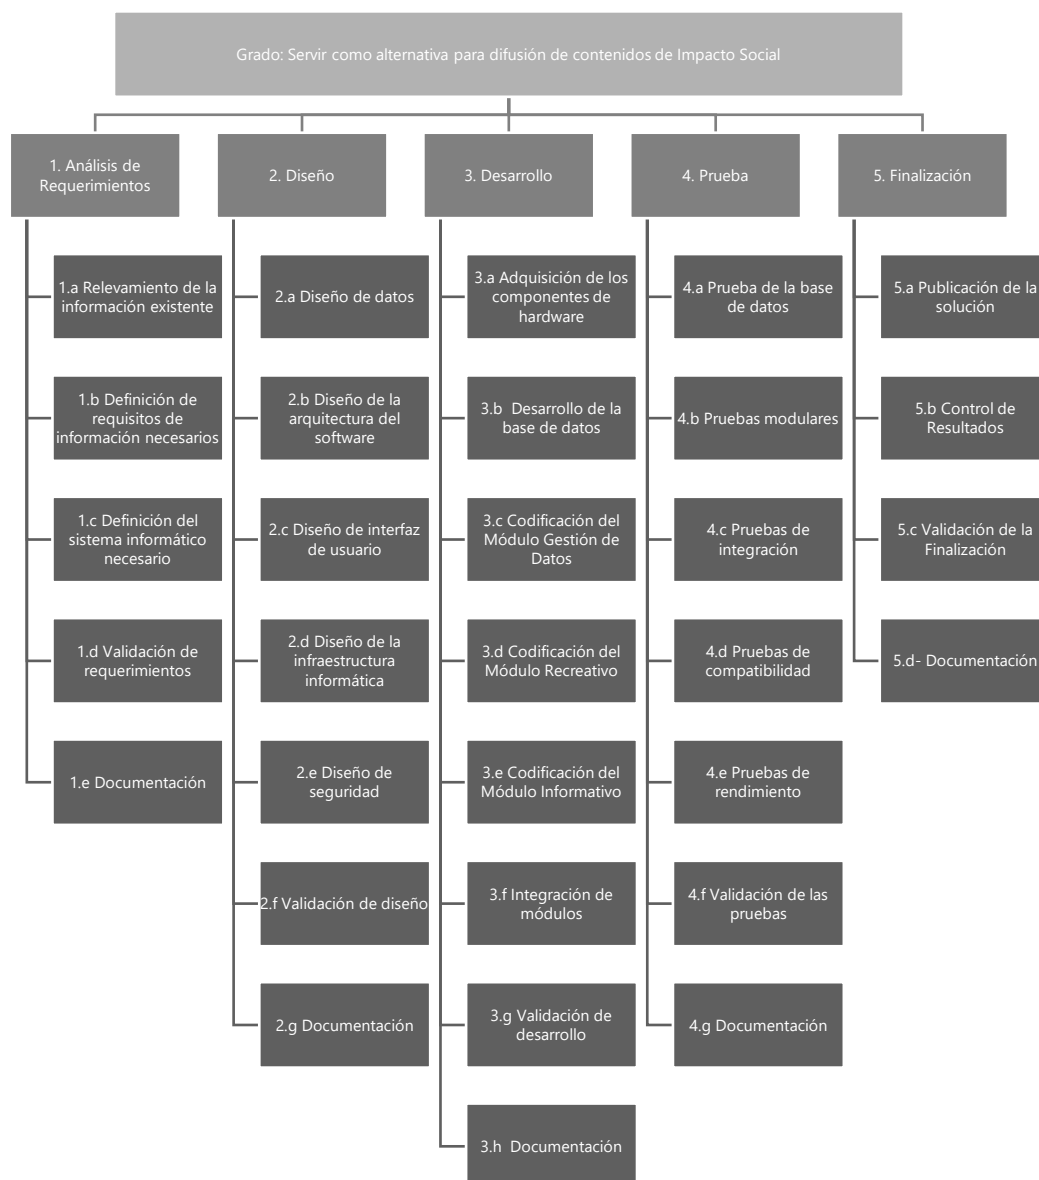 Grado: Servir como alternativa para difusión de contenidos de Impacto Social
1. Análisis de
Requerimientos
1.a Relevamiento de la
información existente
1.b Definición de
requisitos de
información necesarios
1.c Definición del
sistema informático
necesario
1.d Validación de
requerimientos
1.e Documentación
2. Diseño
2.a Diseño de datos
2.b Diseño de la
arquitectura del
software
2.c Diseño de interfaz
de usuario
2.d Diseño de la
infraestructura
informática
2.e Diseño de
seguridad
2.f Validación de diseño
2.g Documentación
3. Desarrollo
3.a Adquisición de los
componentes de
hardware
3.b  Desarrollo de la
base de datos
3.c Codificación del
Módulo Gestión de
Datos
3.d Codificación del
Módulo Recreativo
3.e Codificación del
Módulo Informativo
3.f Integración de
módulos
3.g Validación de
desarrollo
3.h  Documentación
4. Prueba
4.a Prueba de la base
de datos
4.b Pruebas modulares
4.c Pruebas de
integración
4.d Pruebas de
compatibilidad
4.e Pruebas de
rendimiento
4.f Validación de las
pruebas
4.g Documentación
5. Finalización
5.a Publicación de la
solución
5.b Control de
Resultados
5.c Validación de la
Finalización
5.d- Documentación